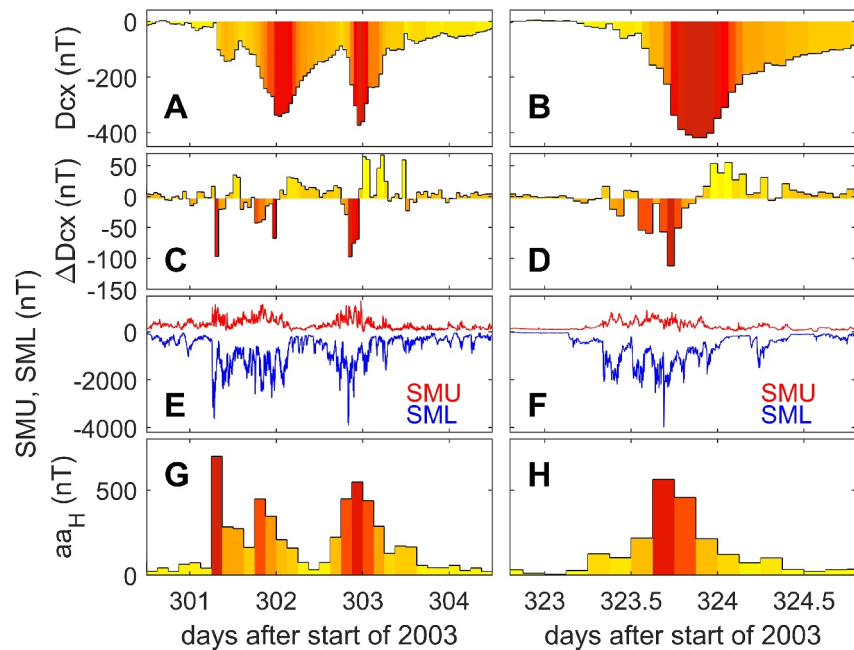 0
-200
-400
Dcx (nT)
A
B
50
0
-50
-100
-150
ΔDcx (nT)
C
D
0
-2000
-4000
SMU, SML (nT)
E
SMU
SML
F
SMU
SML
500
0
aaH (nT)
G
H
301 302 303 304
323 323.5 324 324.5
days after start of 2003
days after start of 2003